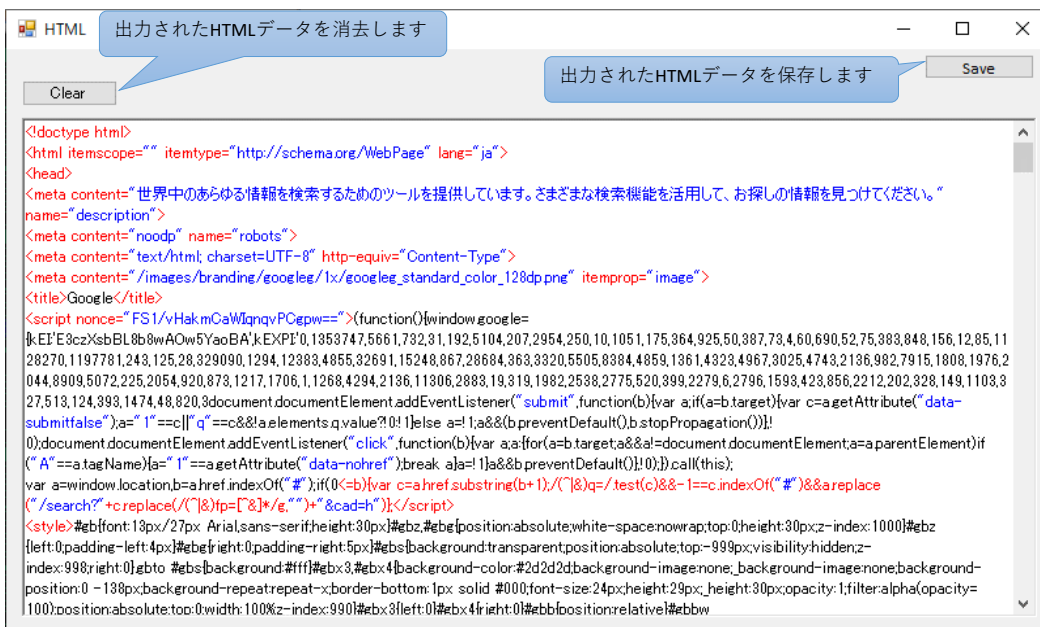 HTML
出力されたHTMLデータを消去します
Clear
出力されたHTMLデータを保存します
Save
<!doctype html>
<html itemscope="" itemtype="http://schema.org/WebPage" lang="ja">
<head>
<meta content="世界中のあらゆる情報を検索するためのツールを提供しています。さまざまな検索機能を活用して、お探しの情報を見つけてください。"
name="description">
<meta content="noodp" name="robots">
<meta content="text/html; charset=UTF-8" http-equiv="Content-Type">
<meta content="/images/branding/googleg/1x/googleg_standard_color_128dp.png" itemprop="image">
<title>Google</title>
<script nonce="FS1/vHakmCaWIqnqvPCgpw==">(function(){window.google=
{kEI:'E3czXsbBL8b8wAOw5YaoBA',kEXPI:'0,1353747,5661,732,31,192,5104,207,2954,250,10,1051,175,364,925,50,387,73,4,60,690,52,75,383,848,156,12,85,11
28270,1197781,243,125,28,329090,1294,12383,4855,32691,15248,867,28684,363,3320,5505,8384,4859,1361,4323,4967,3025,4743,2136,982,7915,1808,1976,2
044,8909,5072,225,2054,920,873,1217,1706,1,1268,4294,2136,11306,2883,19,319,1982,2538,2775,520,399,2279,6,2796,1593,423,856,2212,202,328,149,1103,3
27,513,124,393,1474,48,820,3document.documentElement.addEventListener("submit",function(b){var a;if(a=b.target){var c=a.getAttribute("data-
submitfalse");a="1"==c||"q"==c&&!a.elements.q.value?!0:!1}else a=!1;a&&(b.preventDefault(),b.stopPropagation())},!
0);document.documentElement.addEventListener("click",function(b){var a;a:{for(a=b.target;a&&a!=document.documentElement;a=a.parentElement)if
("A"==a.tagName){a="1"==a.getAttribute("data-nohref");break a}a=!1}a&&b.preventDefault()},!0);}).call(this);
var a=window.location,b=a.href.indexOf("#");if(0<=b){var c=a.href.substring(b+1);/(^|&)q=/.test(c)&&-1==c.indexOf("#")&&a.replace
("/search?"+c.replace(/(^|&)fp=[^&]*/g,"")+"&cad=h")};</script>
<style>#gb{font:13px/27px Arial,sans-serif;height:30px}#gbz,#gbg{position:absolute;white-space:nowrap;top:0;height:30px;z-index:1000}#gbz
{left:0;padding-left:4px}#gbg{right:0;padding-right:5px}#gbs{background:transparent;position:absolute;top:-999px;visibility:hidden;z-
index:998;right:0}.gbto #gbs{background:#fff}#gbx3,#gbx4{background-color:#2d2d2d;background-image:none;_background-image:none;background-
position:0 -138px;background-repeat:repeat-x;border-bottom:1px solid #000;font-size:24px;height:29px;_height:30px;opacity:1;filter:alpha(opacity=
100);position:absolute;top:0;width:100%;z-index:990}#gbx3{left:0}#gbx4{right:0}#gbb{position:relative}#gbbw